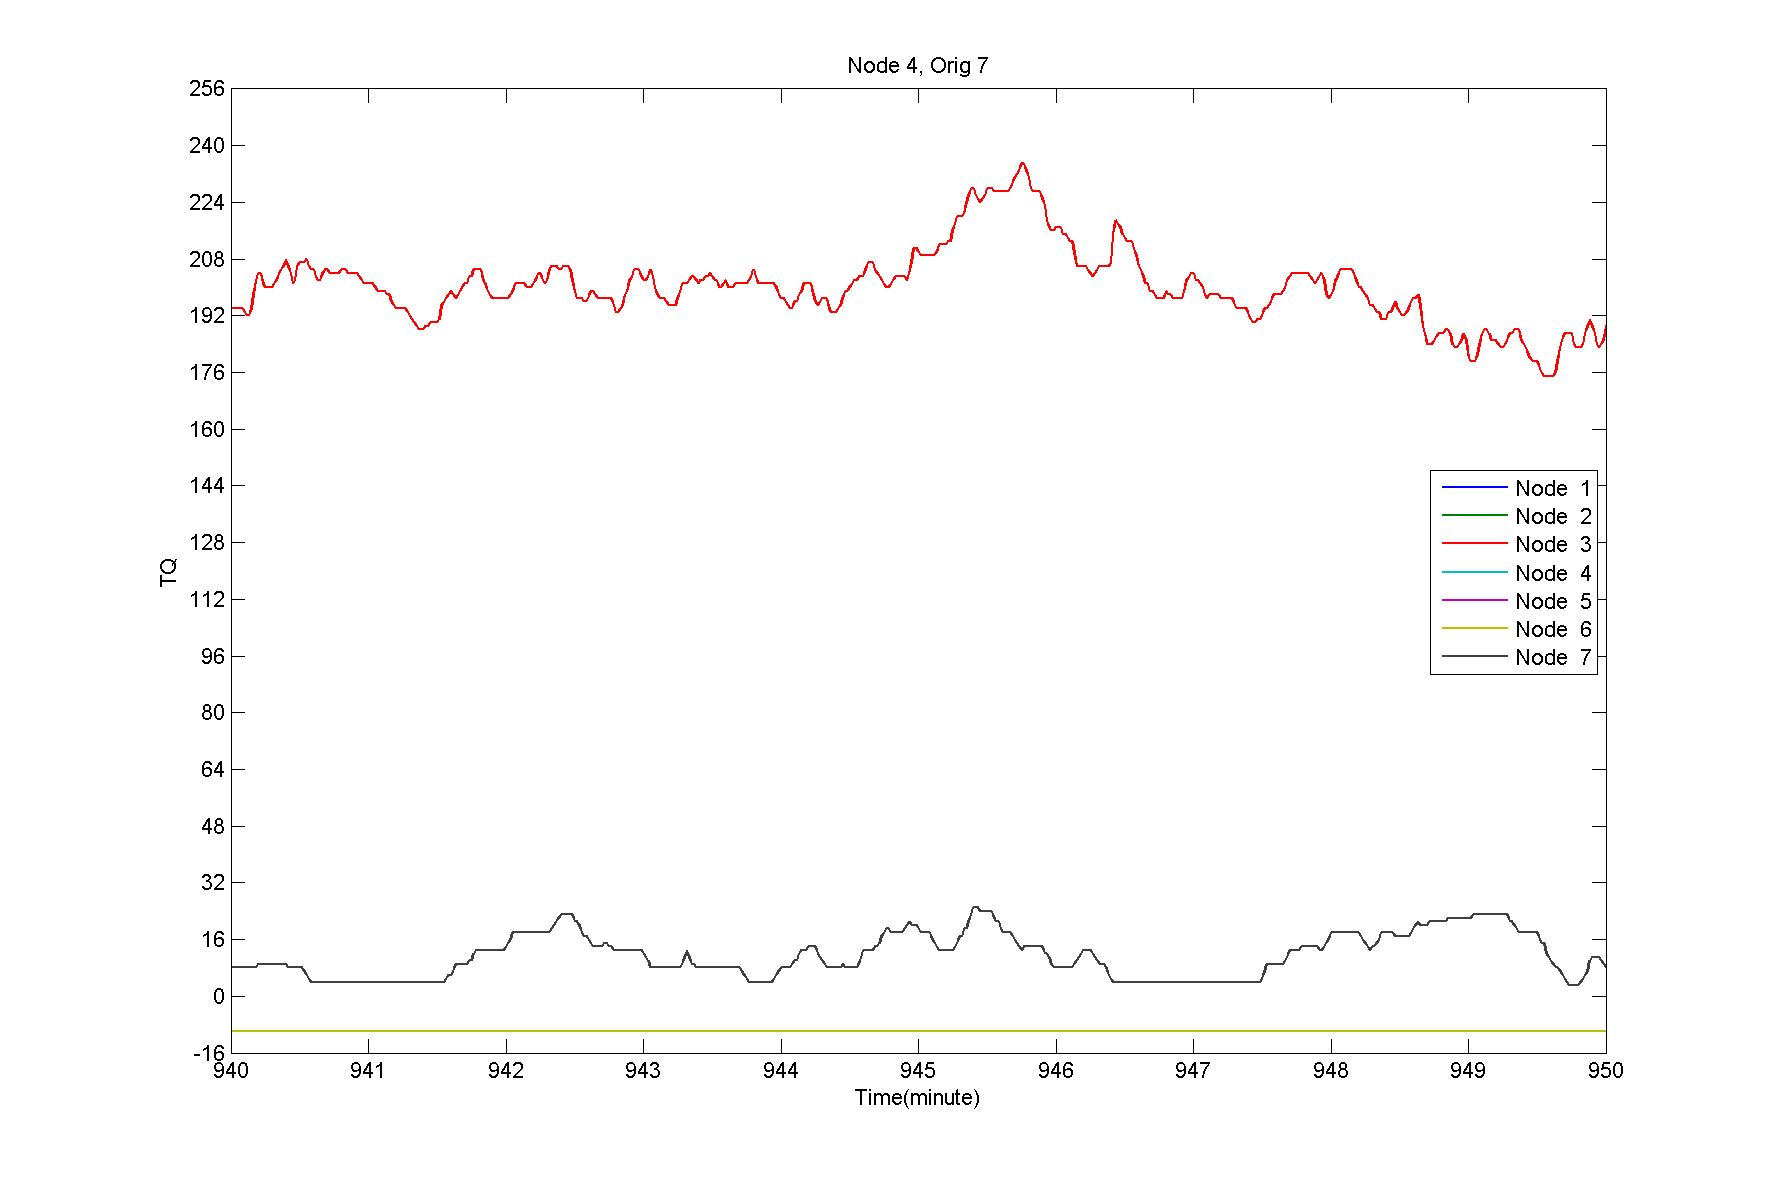 Node 4, Orig 7
256
240
224
208
192
176
160
144
128
112
96
80
64
48
32
16
0
-16
TQ
Node 1
Node 2
Node 3
Node 4
Node 5
Node 6
Node 7
940 941 942 943 944 945 946 947 948 949 950
Time(minute)